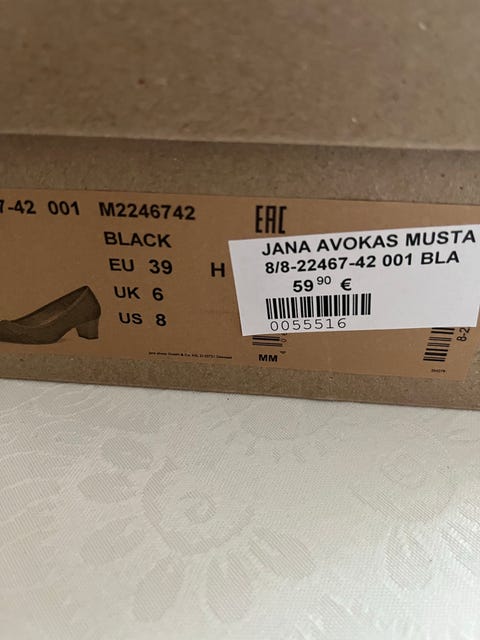 7-42 001 M2246742
BLACK
EU 39
H
UK 6
US 8
EAC
JANA AVOKAS MUSTA
8/8-22467-42 001 BLA
59 90 €
0055516
MM